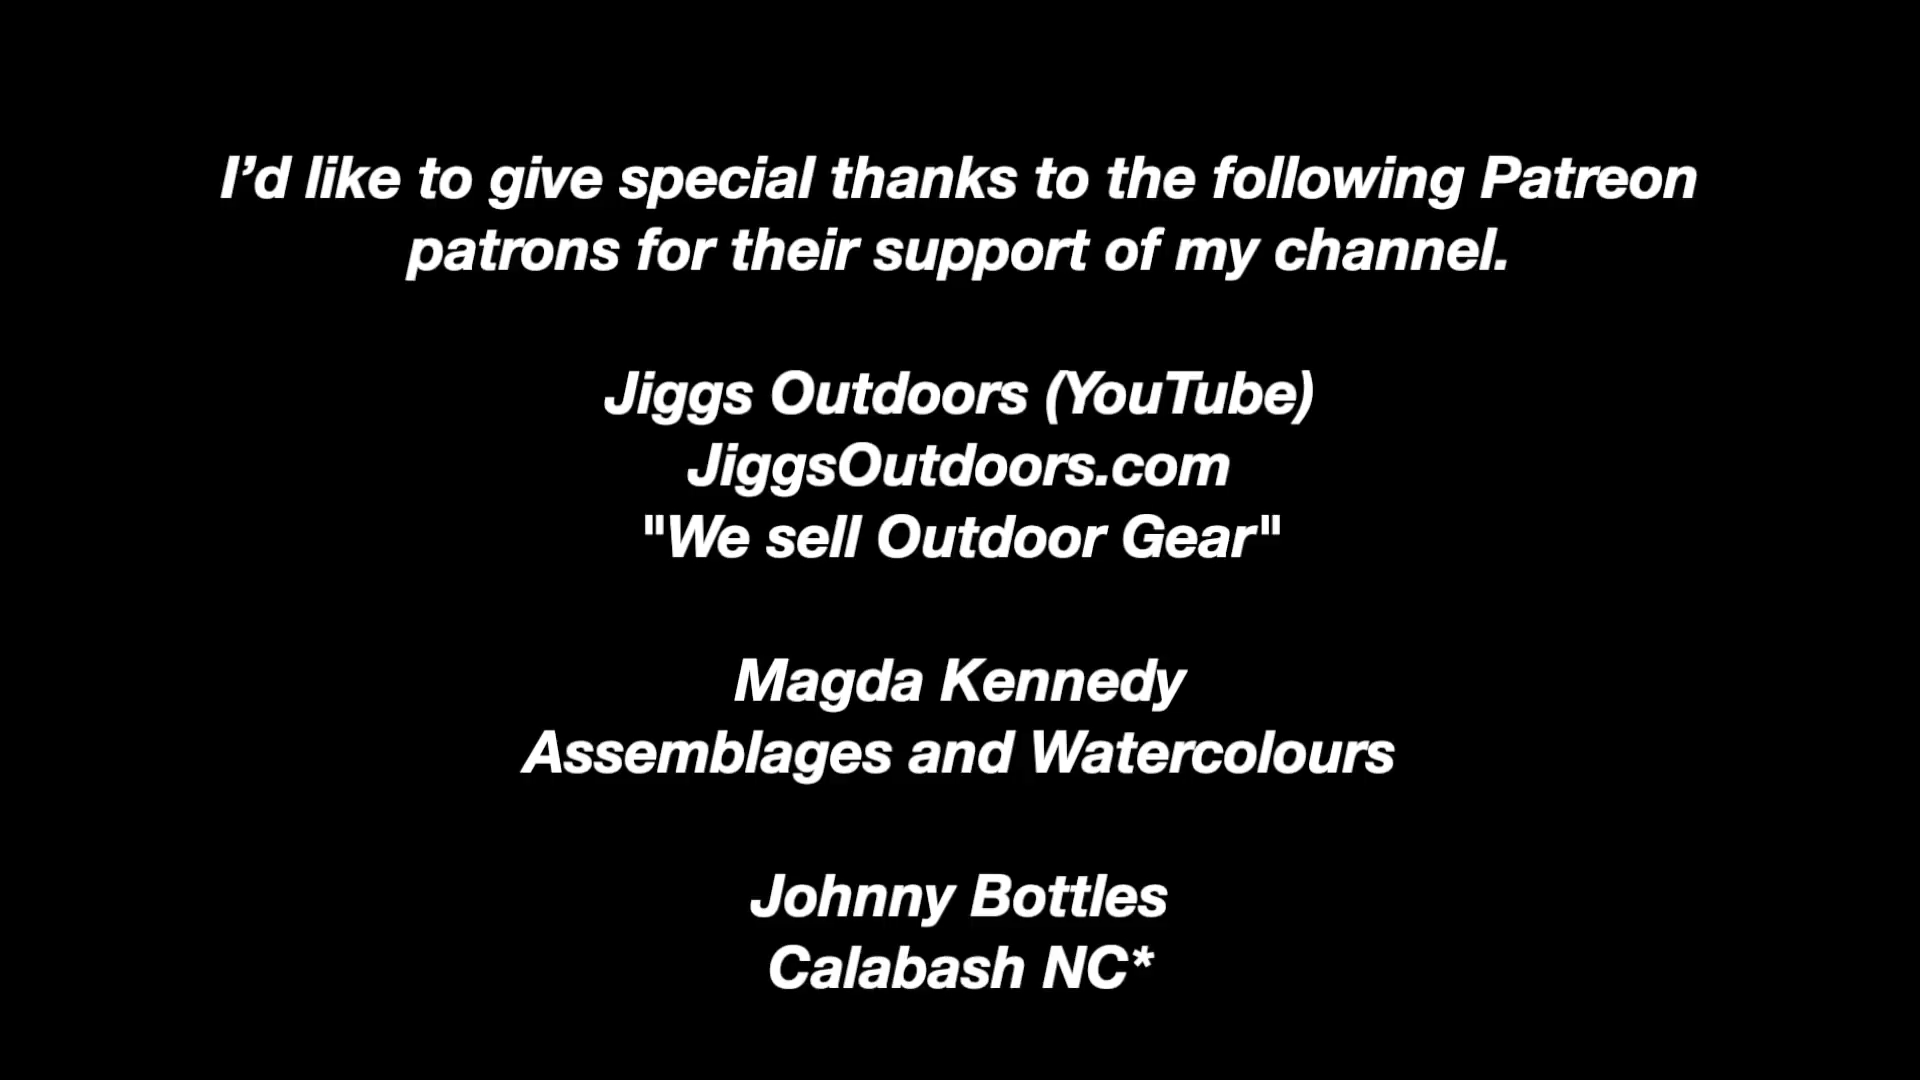 I’d like to give special thanks to the following Patreon
patrons for their support of my channel.
Jiggs Outdoors (YouTube)
JiggsOutdoors.com
"We sell Outdoor Gear"
Magda Kennedy
Assemblages and Watercolours
Johnny Bottles
Calabash NC*